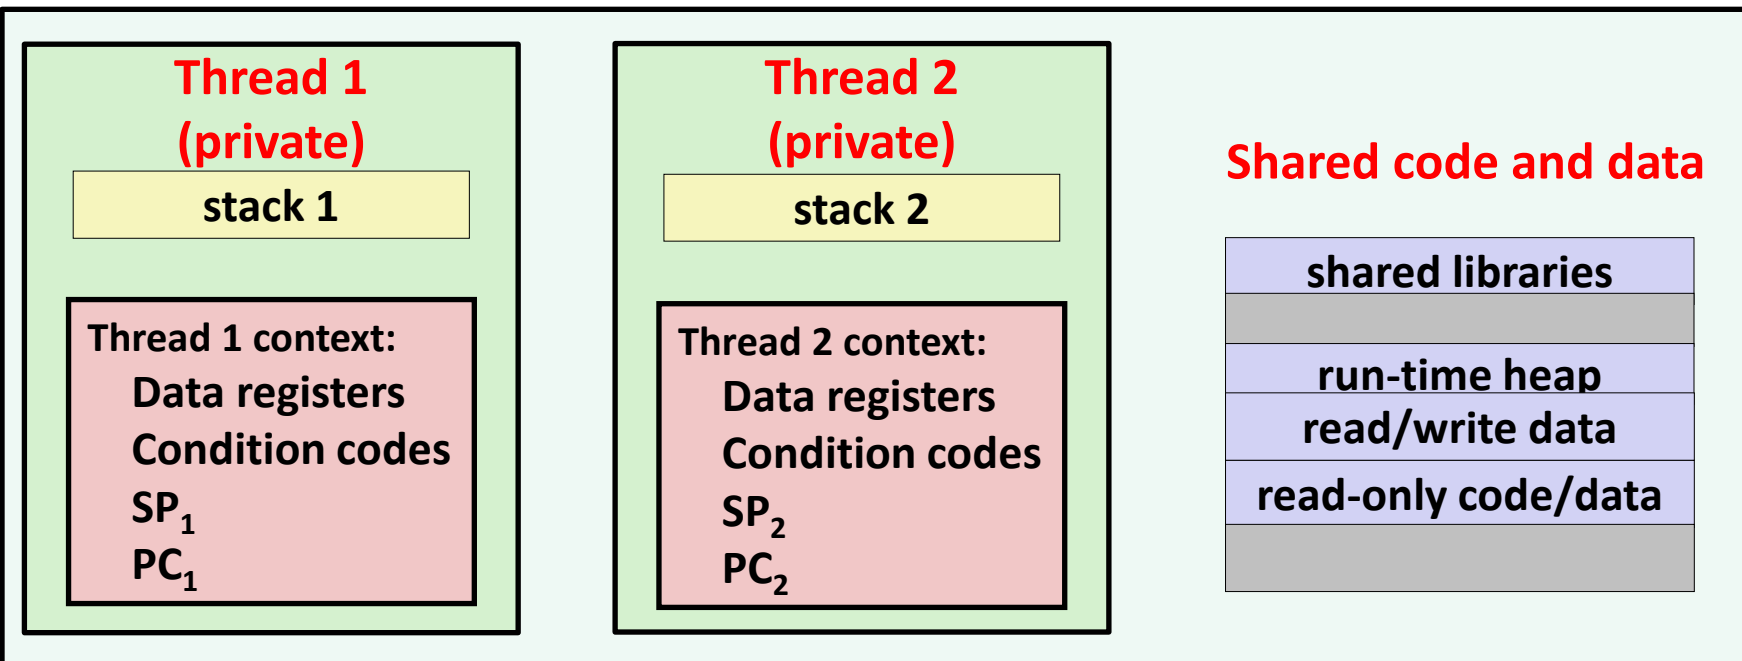 Thread 1
(private)
stack 1
Thread 1 context:
Data registers
Condition codes
SP₁
PC₁
Thread 2
(private)
stack 2
Thread 2 context:
Data registers
Condition codes
SP₂
PC₂
Shared code and data
shared libraries
run-time heap
read/write data
read-only code/data